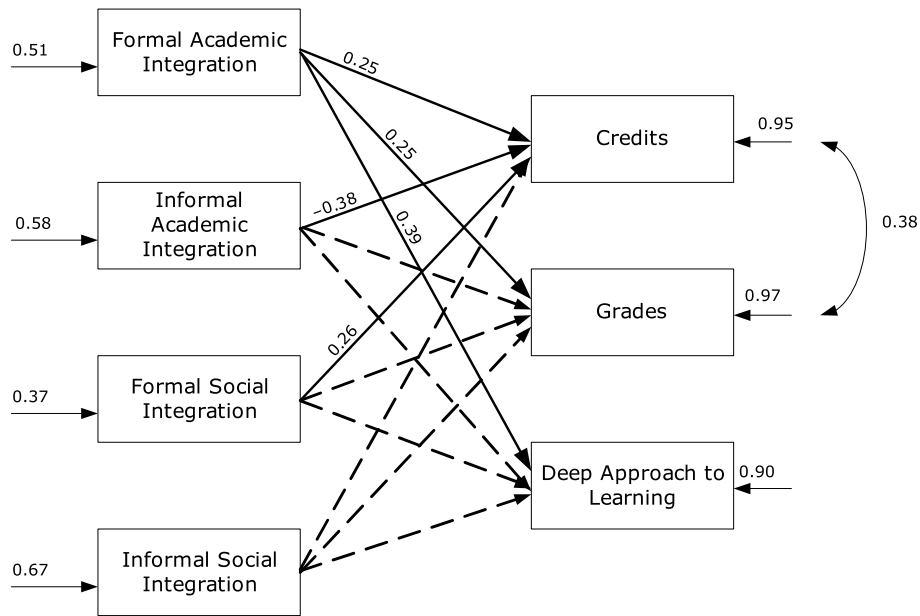 0.51
Formal Academic
Integration
0.25
0.25
0.39
Credits
0.95
0.58
Informal
Academic
Integration
–0.38
0.38
Grades
0.97
0.37
Formal Social
Integration
0.26
Deep Approach to
Learning
0.90
0.67
Informal Social
Integration